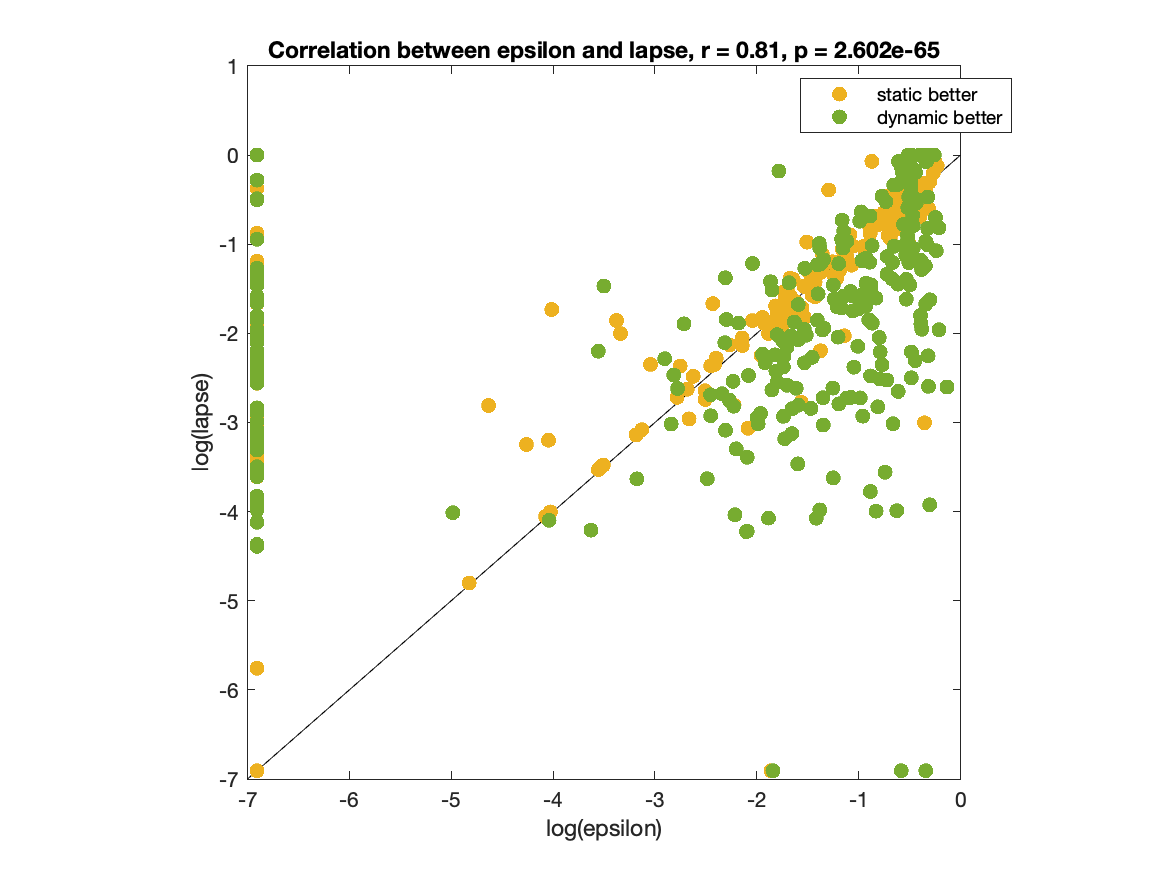 Correlation between epsilon and lapse, r = 0.81, p = 2.602e-65
static better
dynamic better
1
0
-1
-2
-3
-4
-5
-6
-7
log(lapse)
-7 -6 -5 -4 -3 -2 -1 0
log(epsilon)